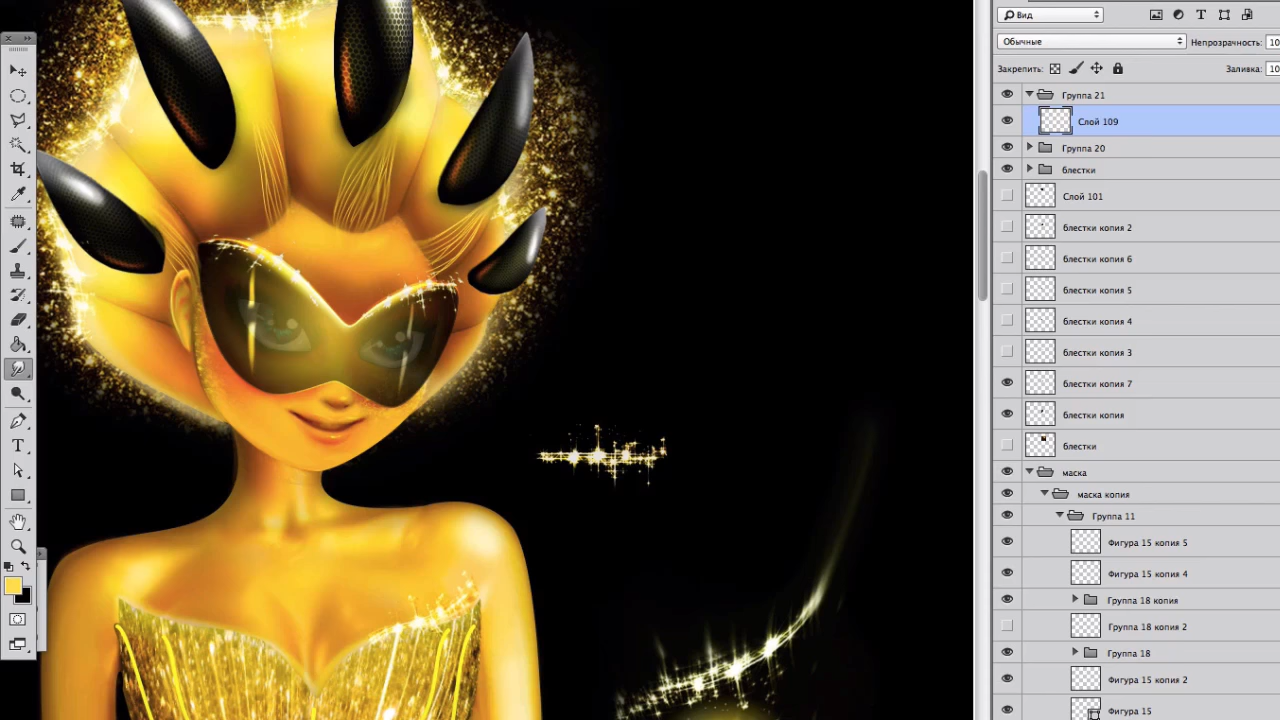 Вид
Обычные
Непрозрачность: 10
Закрепить:
Заливка: 10
Группа 21
Слой 109
Группа 20
блестки
Слой 101
блестки копия 2
блестки копия 6
блестки копия 5
блестки копия 4
блестки копия 3
блестки копия 7
блестки копия
блестки
маска
маска копия
Группа 11
Фигура 15 копия 5
Фигура 15 копия 4
Группа 18 копия
Группа 18 копия 2
Группа 18
Фигура 15 копия 2
Фигура 15